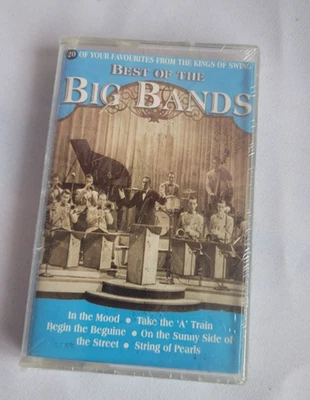 20 OF YOUR FAVOURITES FROM THE KINGS OF SWING
BEST OF THE
BIG BANDS
In the Mood • Take the 'A' Train
Begin the Beguine • On the Sunny Side of
the Street • String of Pearls